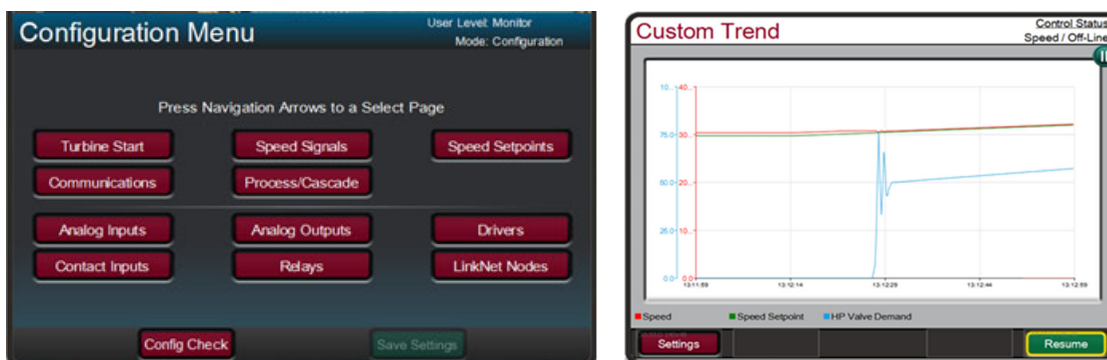 Configuration Menu
User Level: Monitor
Mode: Configuration
Press Navigation Arrows to a Select Page
Turbine Start Speed Signals Speed Setpoints
Communications Process/Cascade
Analog Inputs Analog Outputs Drivers
Contact Inputs Relays LinkNet Nodes
Config Check Save Settings
Custom Trend
Control Status
Speed / Off-Line
10... 40...
75.0 30...
50.0 20...
25.0 10...
0.0 0.0
13:11:59 13:12:14 13:12:29 13:12:44 13:12:59
Speed Speed Setpoint HP Valve Demand
Settings Resume